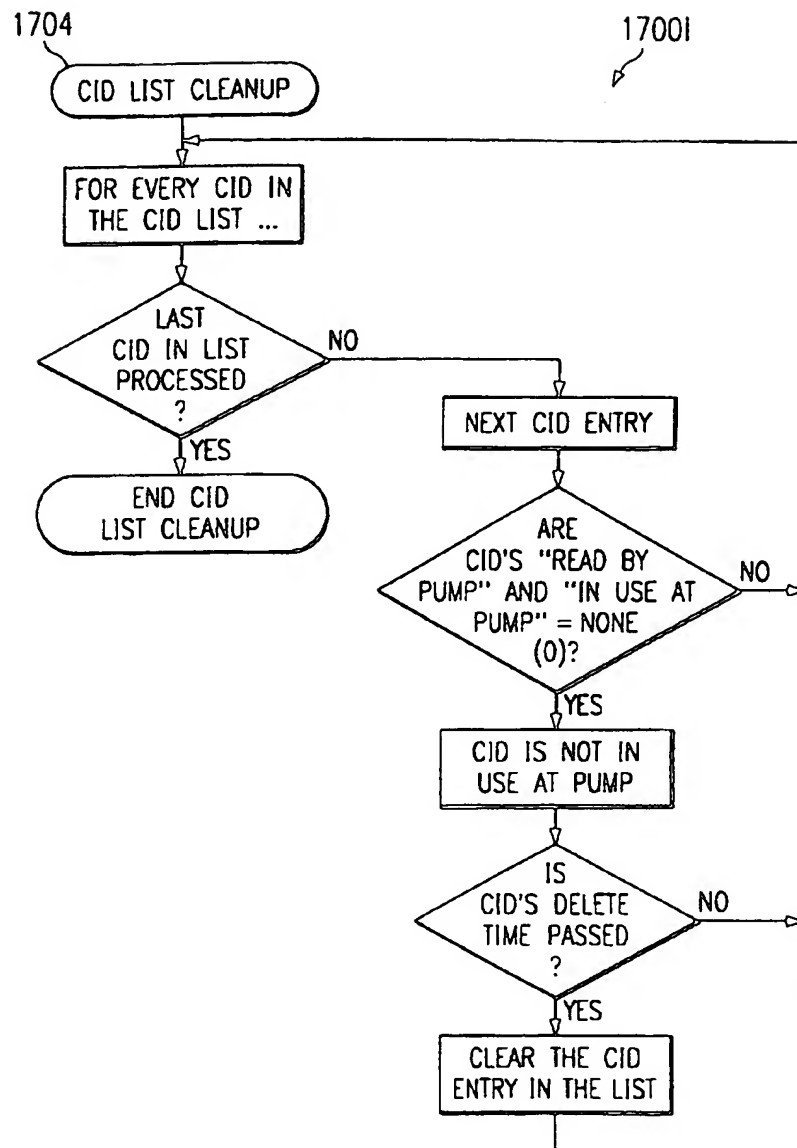 1704
1700I
CID LIST CLEANUP
FOR EVERY CID IN
THE CID LIST ...
LAST
CID IN LIST
PROCESSED
?
NO
YES
END CID
LIST CLEANUP
NEXT CID ENTRY
ARE
CID'S "READ BY
PUMP" AND "IN USE AT
PUMP" = NONE
(0)?
NO
YES
CID IS NOT IN
USE AT PUMP
IS
CID'S DELETE
TIME PASSED
?
NO
YES
CLEAR THE CID
ENTRY IN THE LIST